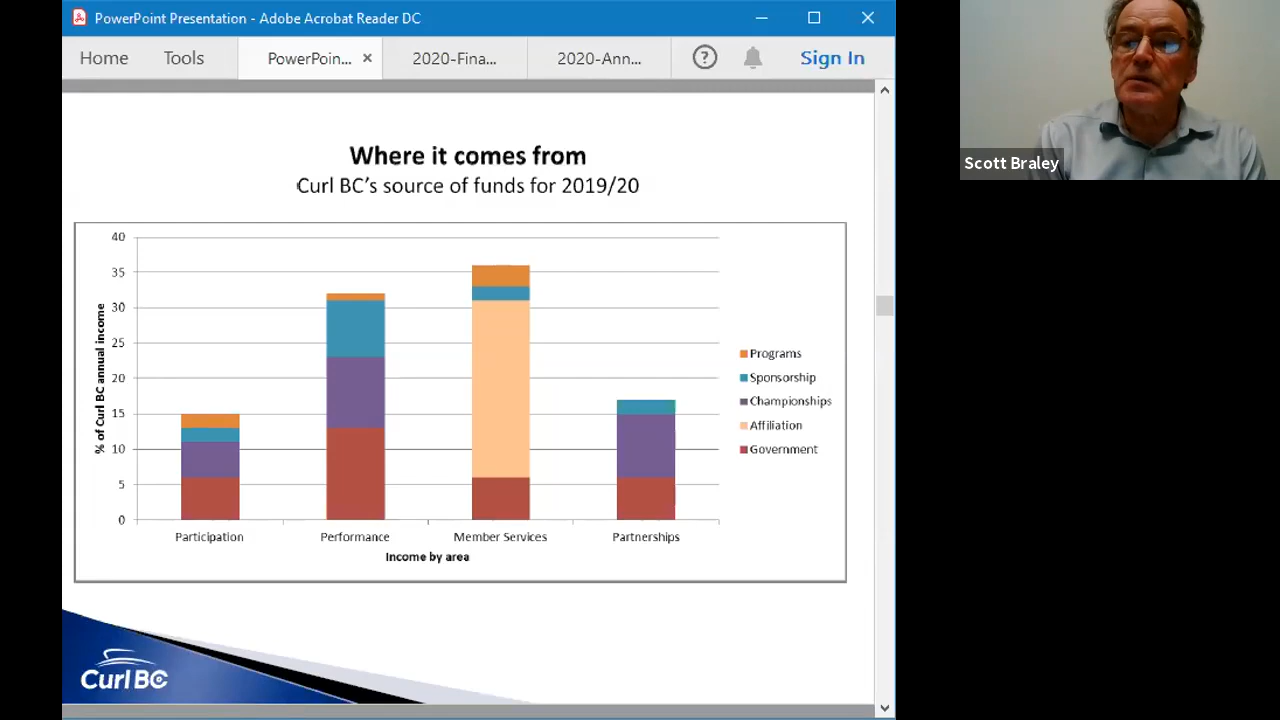 PowerPoint Presentation - Adobe Acrobat Reader DC
Home Tools PowerPoin... × 2020-Fina... 2020-Ann... ? Sign In
Scott Braley
Where it comes from
Curl BC's source of funds for 2019/20
40
35
30
25
20
15
10
5
0
% of Curl BC annual income
Programs
Sponsorship
Championships
Affiliation
Government
Participation Performance Member Services Partnerships
Income by area
Curl BC